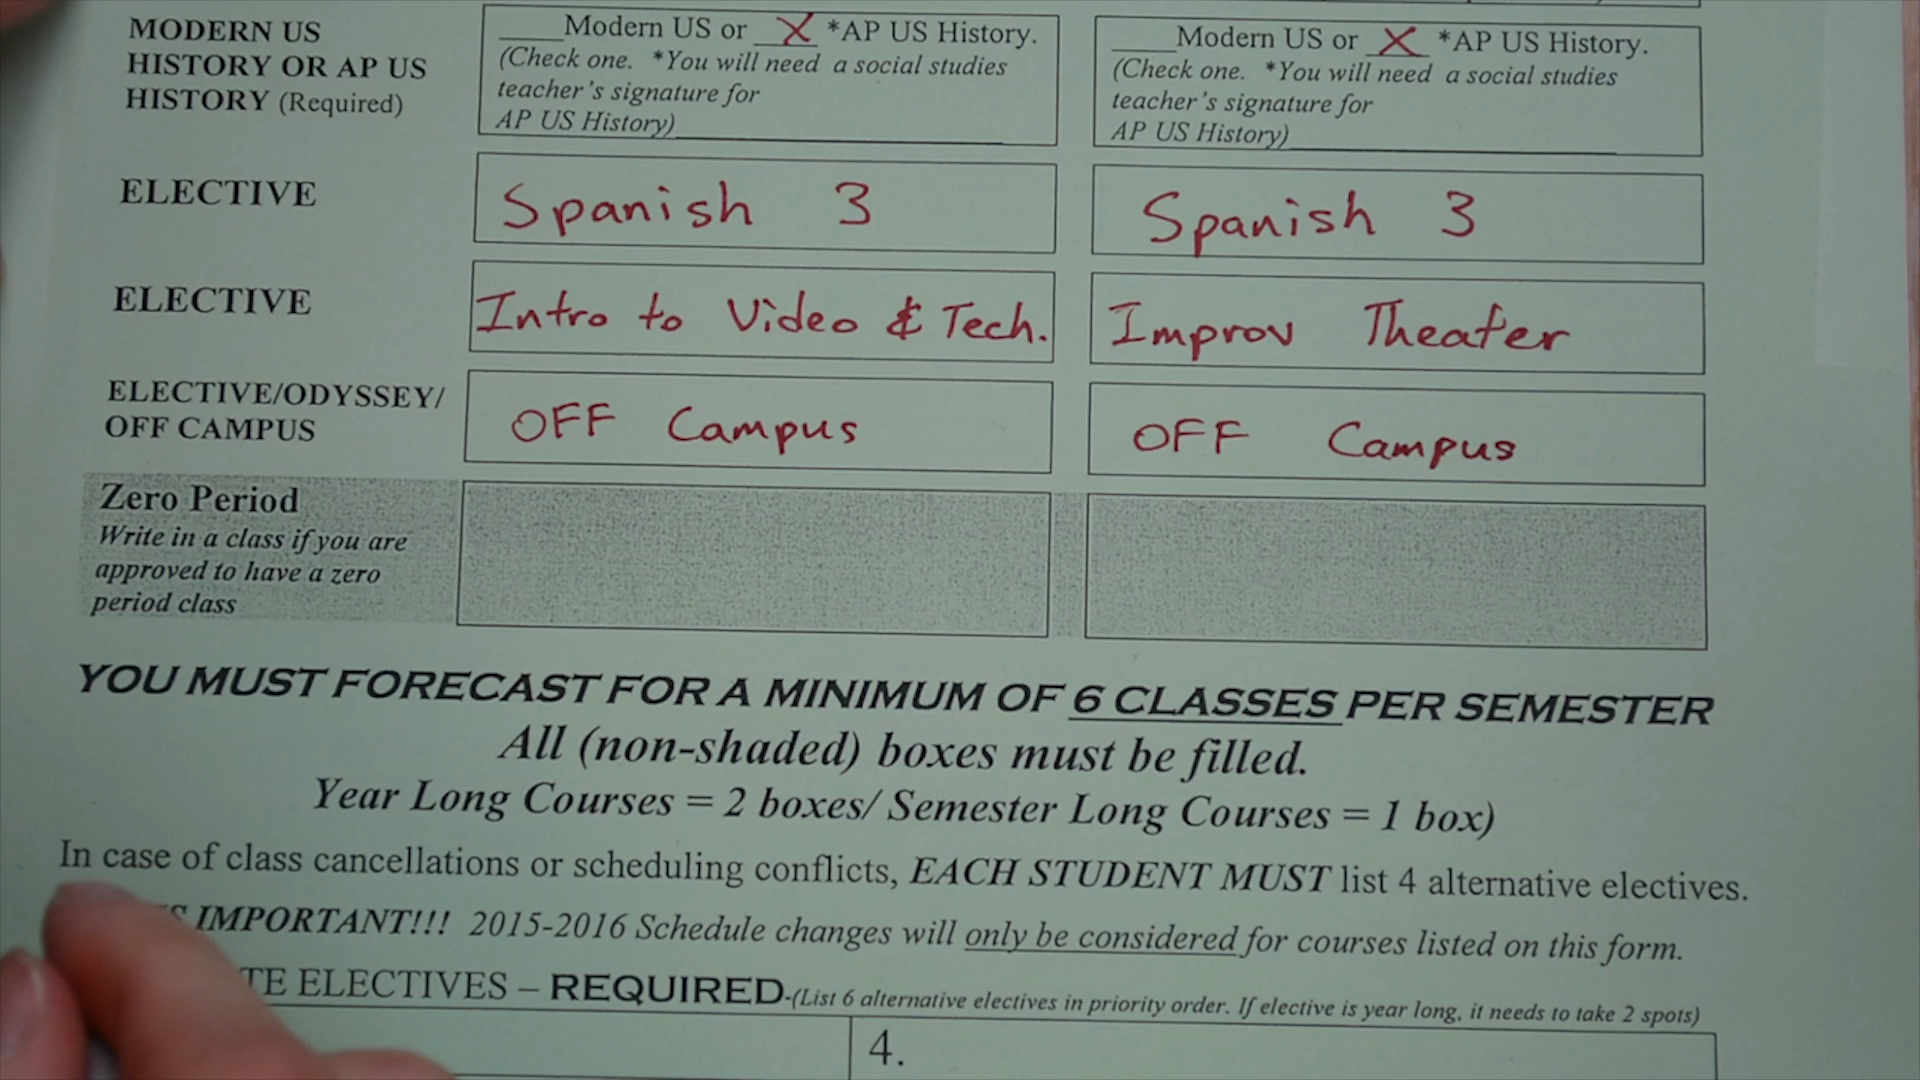 MODERN US
HISTORY OR AP US
HISTORY (Required)
____Modern US or __X__ *AP US History.
(Check one. *You will need a social studies
teacher's signature for
AP US History)____________________
____Modern US or __X__ *AP US History.
(Check one. *You will need a social studies
teacher's signature for
AP US History)____________________
ELECTIVE
Spanish 3
Spanish 3
ELECTIVE
Intro to Video & Tech.
Improv Theater
ELECTIVE/ODYSSEY/
OFF CAMPUS
OFF Campus
OFF Campus
Zero Period
Write in a class if you are
approved to have a zero
period class
YOU MUST FORECAST FOR A MINIMUM OF 6 CLASSES PER SEMESTER
All (non-shaded) boxes must be filled.
Year Long Courses = 2 boxes/ Semester Long Courses = 1 box)
In case of class cancellations or scheduling conflicts, EACH STUDENT MUST list 4 alternative electives.
IMPORTANT!!! 2015-2016 Schedule changes will only be considered for courses listed on this form.
TE ELECTIVES – REQUIRED-(List 6 alternative electives in priority order. If elective is year long, it needs to take 2 spots)
4.